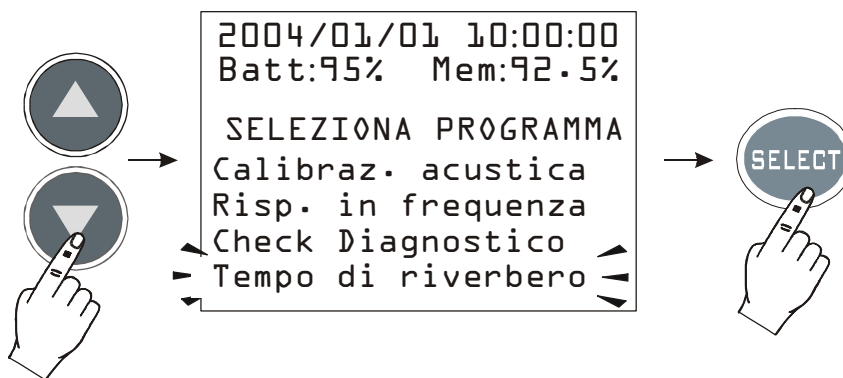 2004/01/01 10:00:00
Batt:95% Mem:92.5%
SELEZIONA PROGRAMMA
Calibraz. acustica
Risp. in frequenza
Check Diagnostico
Tempo di riverbero
SELECT